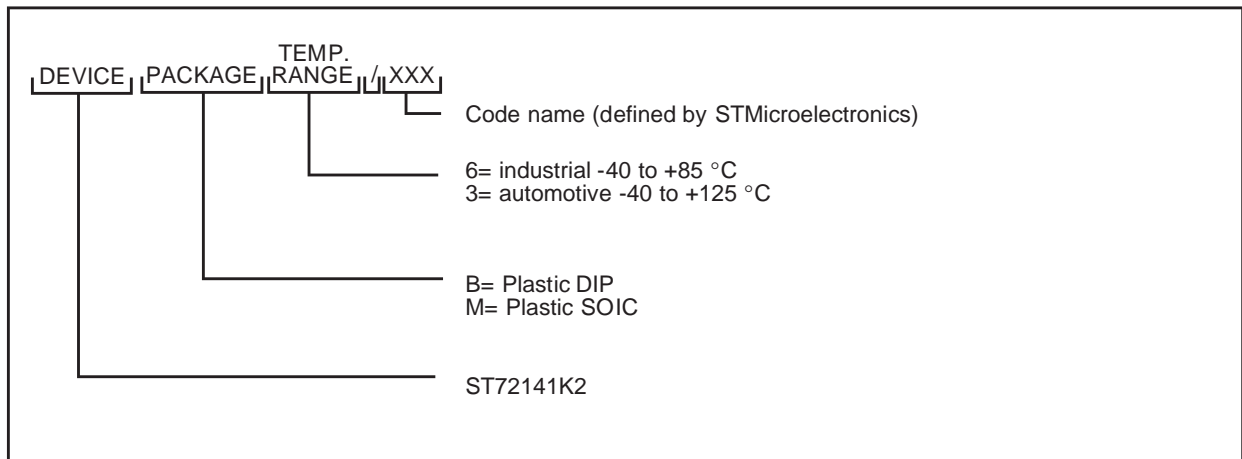 TEMP.
DEVICE PACKAGE RANGE / XXX
Code name (defined by STMicroelectronics)
6= industrial -40 to +85 °C
3= automotive -40 to +125 °C
B= Plastic DIP
M= Plastic SOIC
ST72141K2